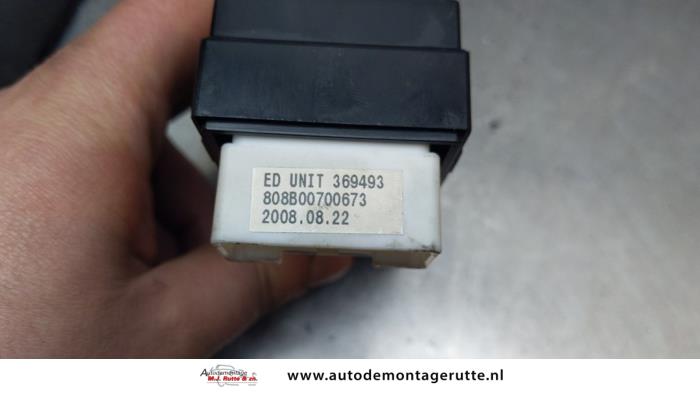 ED UNIT 369493
808B00700673
2008.08.22
Autodemontage
M.J. Rutte & zn.
www.autodemontagerutte.nl